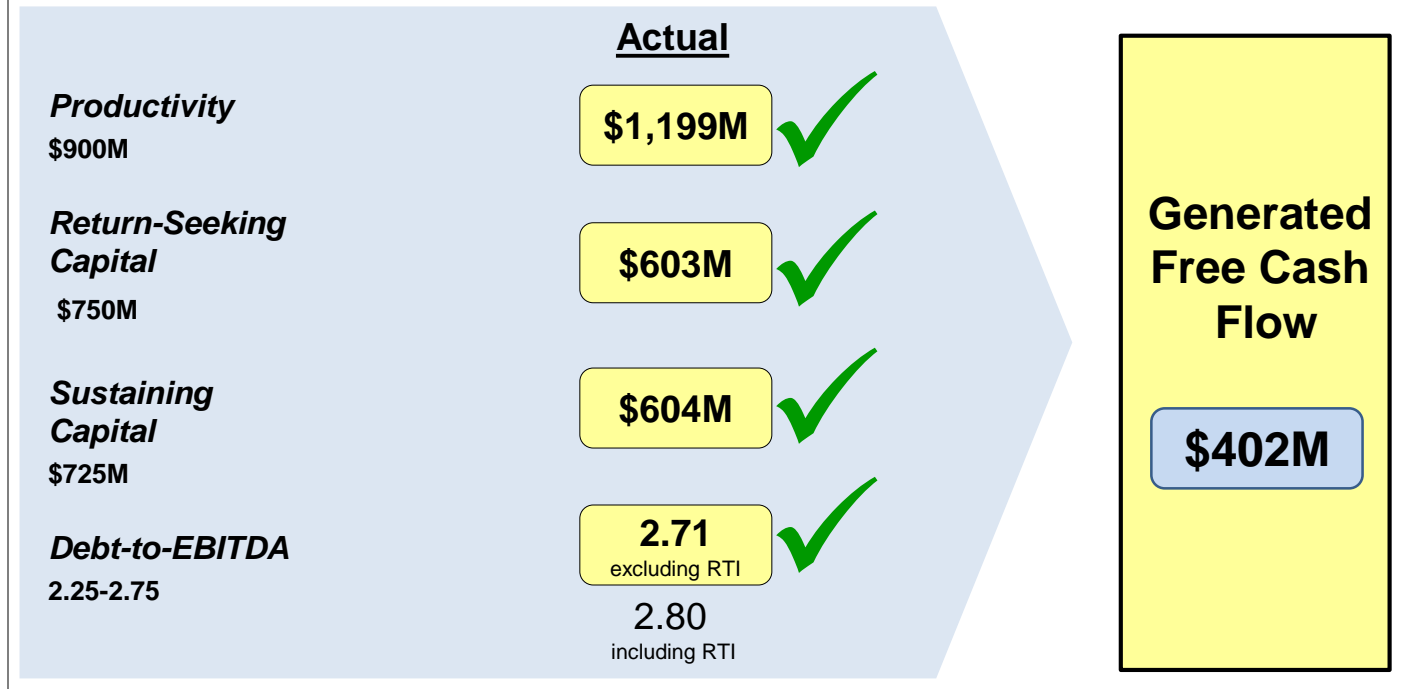 Actual
Productivity
$900M
$1,199M
Return-Seeking
Capital
$750M
$603M
Sustaining
Capital
$725M
$604M
Debt-to-EBITDA
2.25-2.75
2.71
excluding RTI
2.80
including RTI
Generated
Free Cash
Flow
$402M